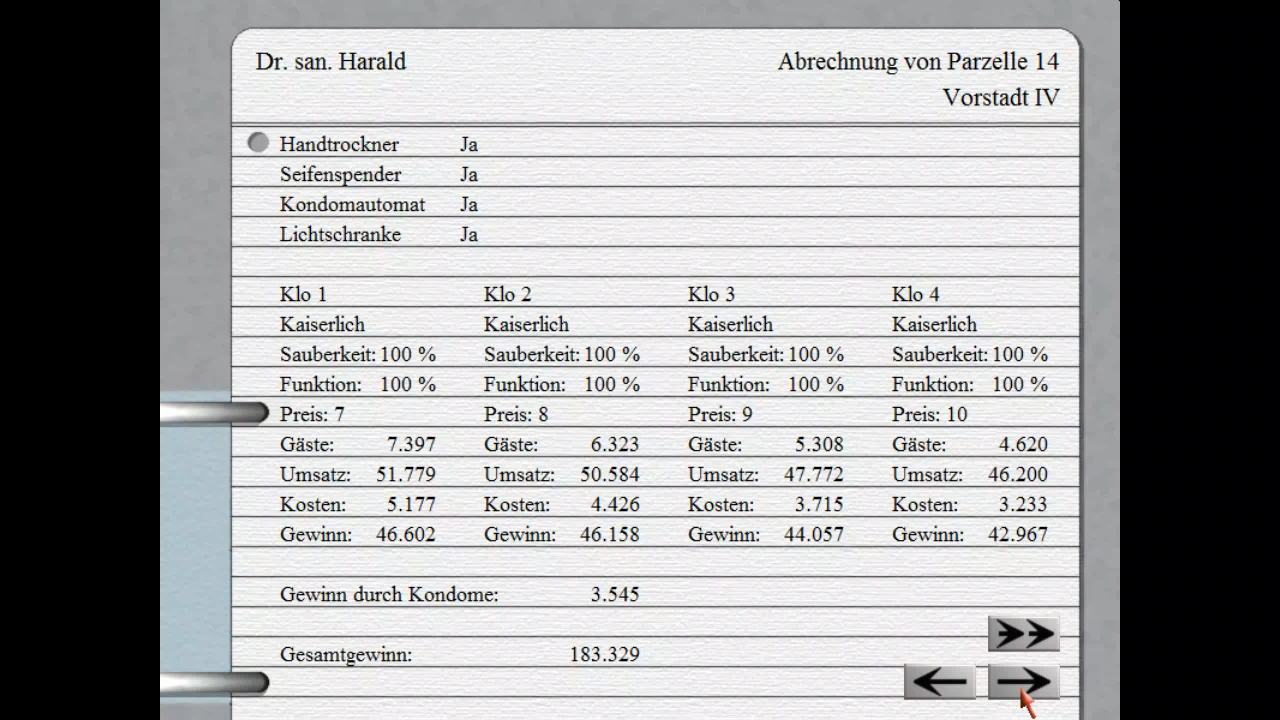 Dr. san. Harald Abrechnung von Parzelle 14
Vorstadt IV
Handtrockner Ja
Seifenspender Ja
Kondomautomat Ja
Lichtschranke Ja
Klo 1 Klo 2 Klo 3 Klo 4
Kaiserlich Kaiserlich Kaiserlich Kaiserlich
Sauberkeit: 100 % Sauberkeit: 100 % Sauberkeit: 100 % Sauberkeit: 100 %
Funktion: 100 % Funktion: 100 % Funktion: 100 % Funktion: 100 %
Preis: 7 Preis: 8 Preis: 9 Preis: 10
Gäste: 7.397 Gäste: 6.323 Gäste: 5.308 Gäste: 4.620
Umsatz: 51.779 Umsatz: 50.584 Umsatz: 47.772 Umsatz: 46.200
Kosten: 5.177 Kosten: 4.426 Kosten: 3.715 Kosten: 3.233
Gewinn: 46.602 Gewinn: 46.158 Gewinn: 44.057 Gewinn: 42.967
Gewinn durch Kondome: 3.545
Gesamtgewinn: 183.329